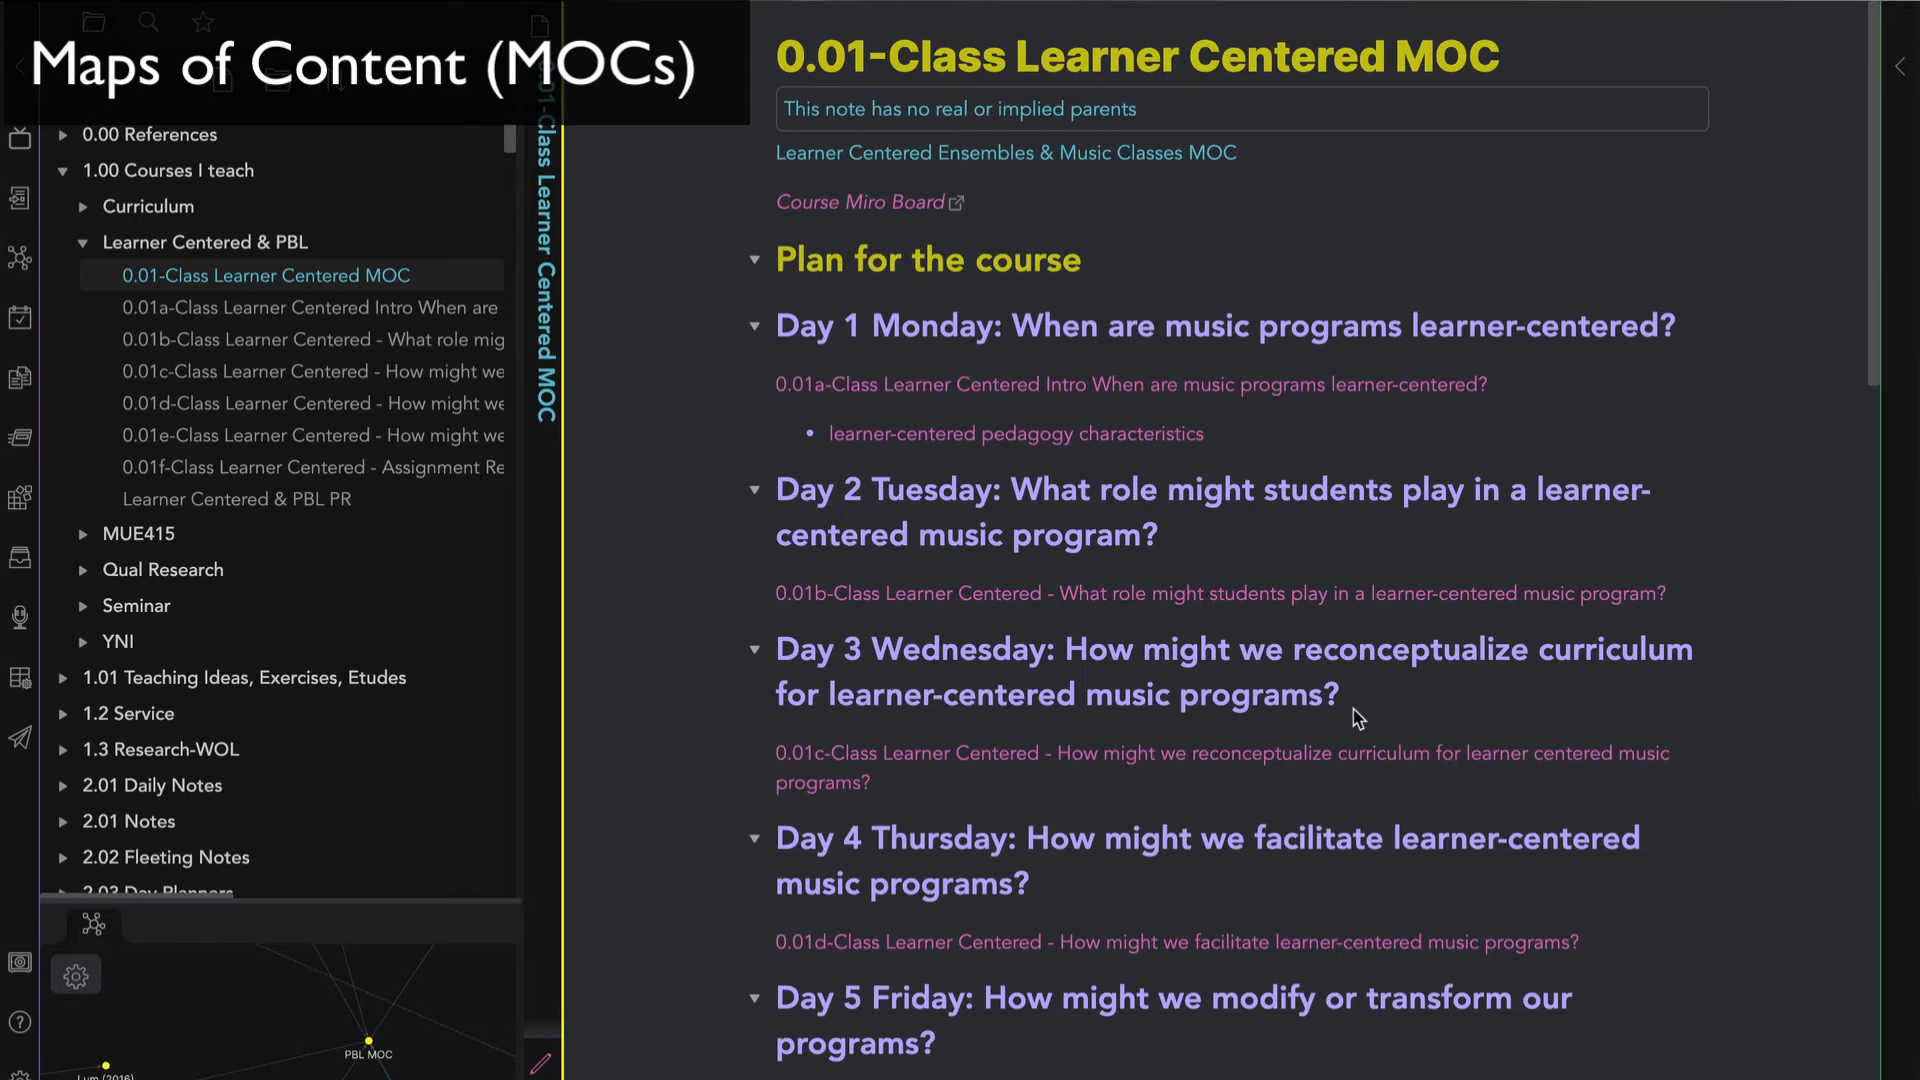 Maps of Content (MOCs)
0.00 References
1.00 Courses I teach
Curriculum
Learner Centered & PBL
0.01-Class Learner Centered MOC
0.01a-Class Learner Centered Intro When are
0.01b-Class Learner Centered - What role mig
0.01c-Class Learner Centered - How might we
0.01d-Class Learner Centered - How might we
0.01e-Class Learner Centered - How might we
0.01f-Class Learner Centered - Assignment Re
Learner Centered & PBL PR
MUE415
Qual Research
Seminar
YNI
1.01 Teaching Ideas, Exercises, Etudes
1.2 Service
1.3 Research-WOL
2.01 Daily Notes
2.01 Notes
2.02 Fleeting Notes
2.03 Day Planners
PBL MOC
Lum (2016)
0.01-Class Learner Centered MOC
0.01-Class Learner Centered MOC
This note has no real or implied parents
Learner Centered Ensembles & Music Classes MOC
Course Miro Board
Plan for the course
Day 1 Monday: When are music programs learner-centered?
0.01a-Class Learner Centered Intro When are music programs learner-centered?
learner-centered pedagogy characteristics
Day 2 Tuesday: What role might students play in a learner-
centered music program?
0.01b-Class Learner Centered - What role might students play in a learner-centered music program?
Day 3 Wednesday: How might we reconceptualize curriculum
for learner-centered music programs?
0.01c-Class Learner Centered - How might we reconceptualize curriculum for learner centered music
programs?
Day 4 Thursday: How might we facilitate learner-centered
music programs?
0.01d-Class Learner Centered - How might we facilitate learner-centered music programs?
Day 5 Friday: How might we modify or transform our
programs?